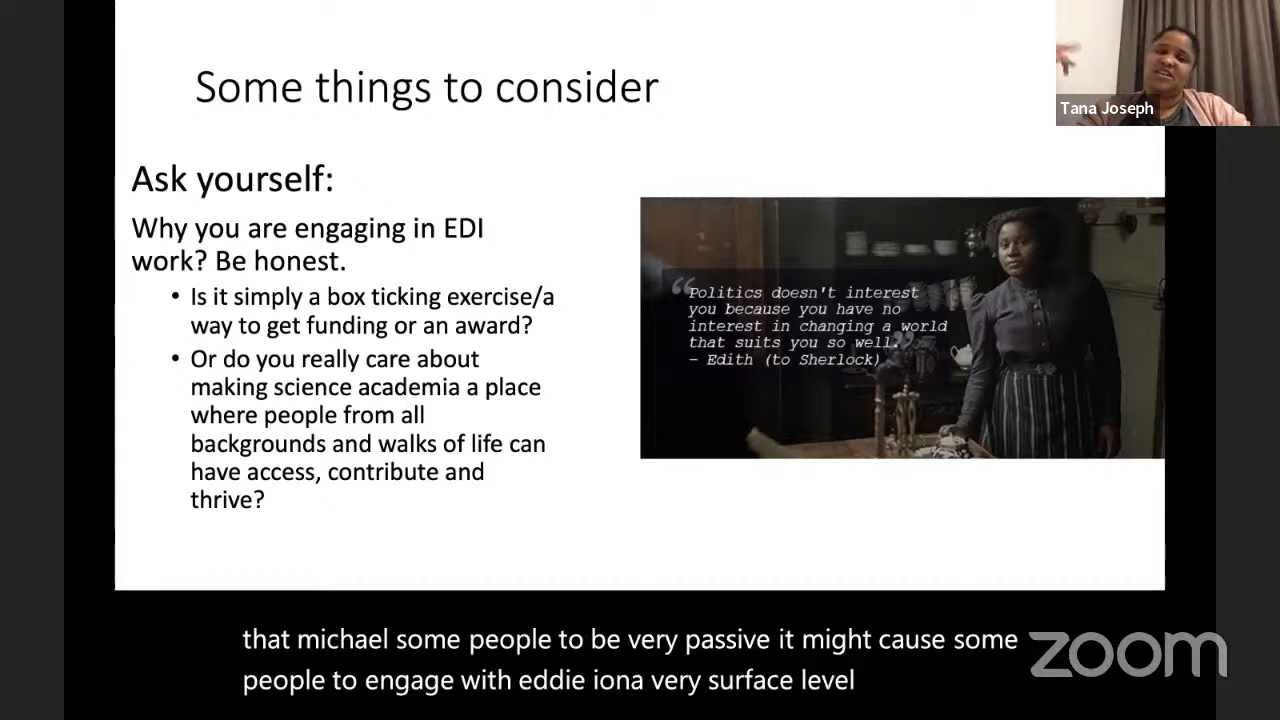 Some things to consider
Tana Joseph
Ask yourself:
Why you are engaging in EDI
work? Be honest.
• Is it simply a box ticking exercise/a
way to get funding or an award?
• Or do you really care about
making science academia a place
where people from all
backgrounds and walks of life can
have access, contribute and
thrive?
“Politics doesn't interest
you because you have no
interest in changing a world
that suits you so well.
– Edith (to Sherlock)
that michael some people to be very passive it might cause some
people to engage with eddie iona very surface level
zoom